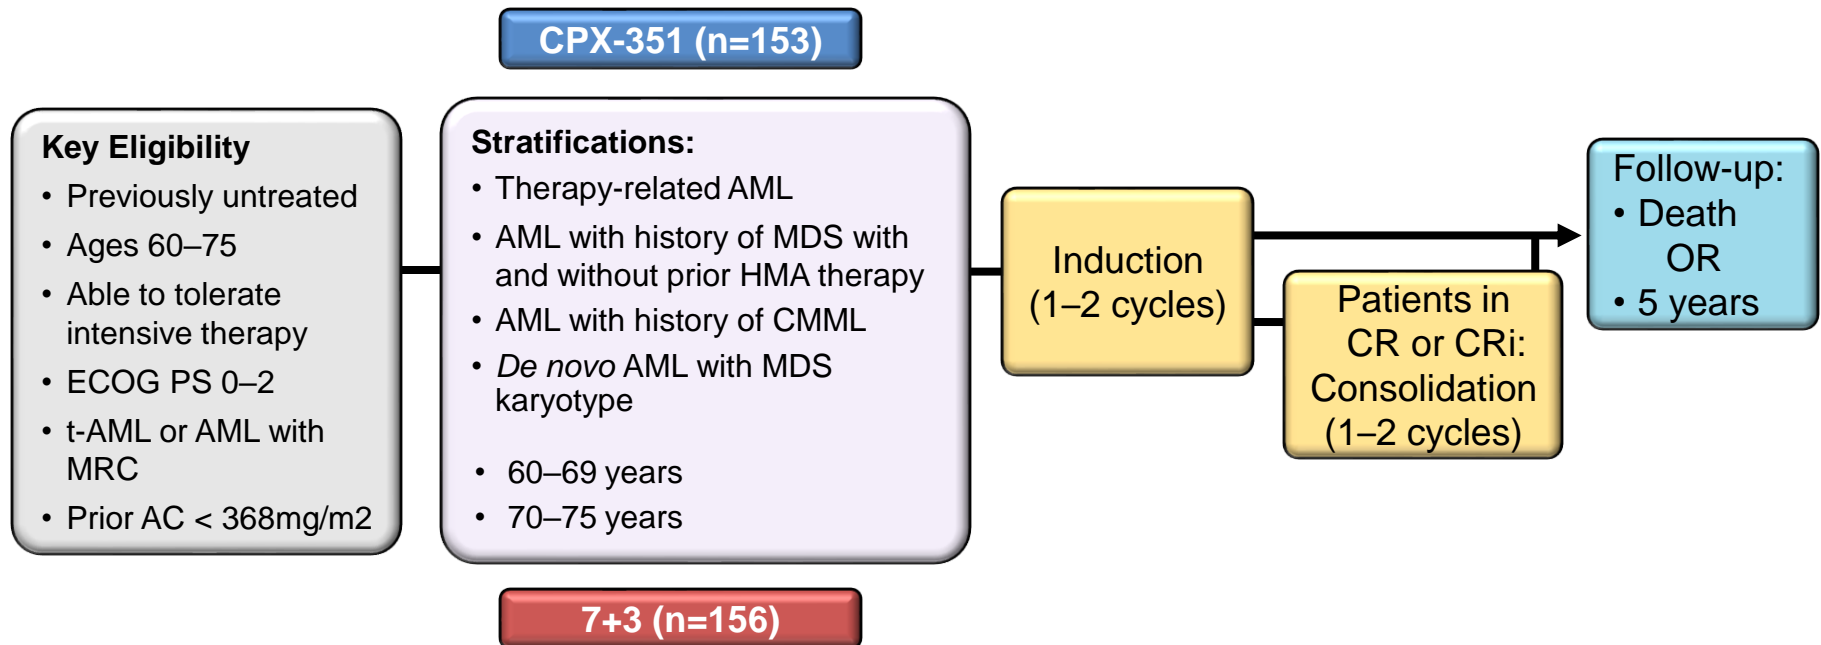 CPX-351 (n=153)
Key Eligibility
• Previously untreated
• Ages 60–75
• Able to tolerate
intensive therapy
• ECOG PS 0–2
• t-AML or AML with
MRC
• Prior AC < 368mg/m2
Stratifications:
• Therapy-related AML
• AML with history of MDS with
and without prior HMA therapy
• AML with history of CMML
• De novo AML with MDS
karyotype
• 60–69 years
• 70–75 years
7+3 (n=156)
Induction
(1–2 cycles)
Patients in
CR or CRi:
Consolidation
(1–2 cycles)
Follow-up:
• Death
OR
• 5 years